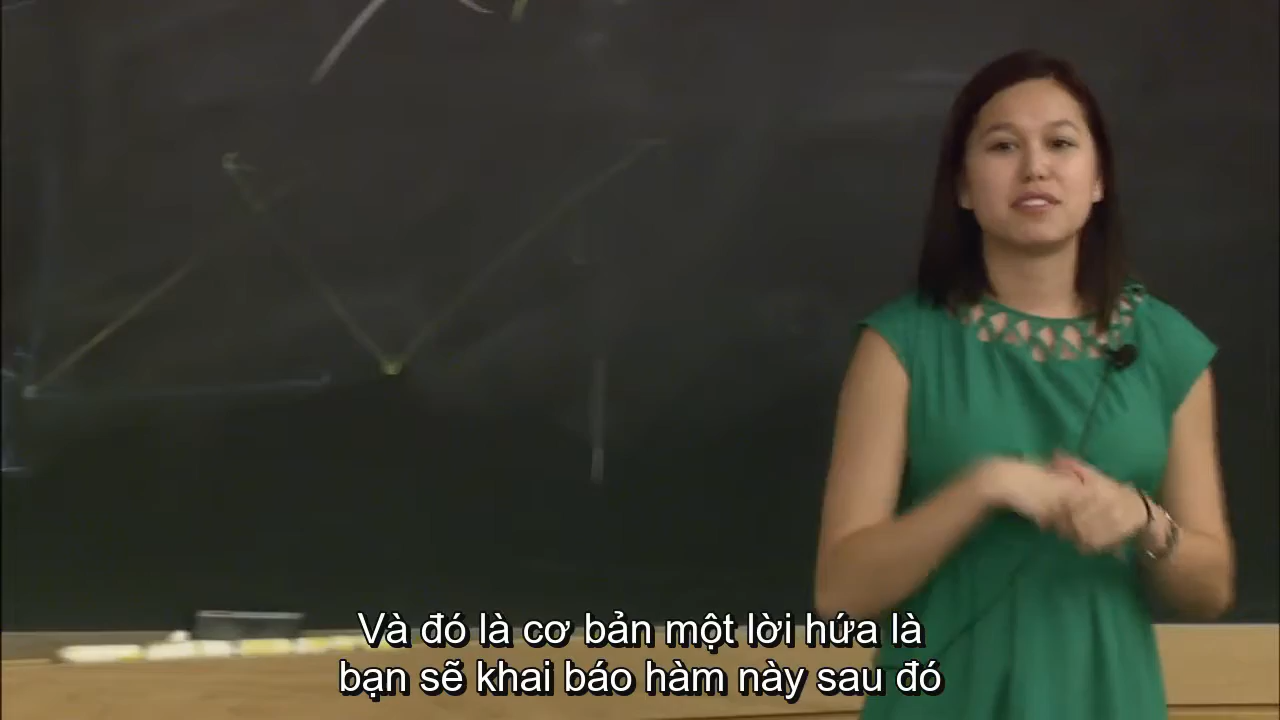 Và đó là cơ bản một lời hứa là
bạn sẽ khai báo hàm này sau đó